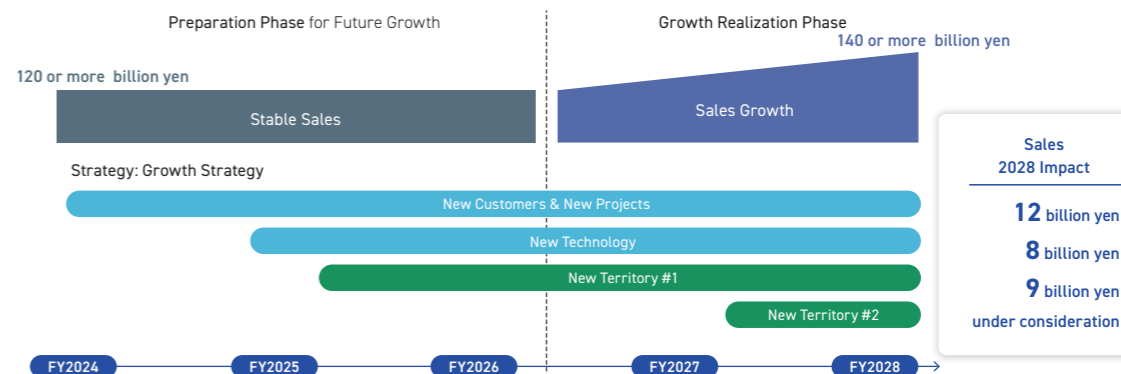 Preparation Phase for Future Growth
Growth Realization Phase
140 or more billion yen
120 or more billion yen
Stable Sales
Sales Growth
Strategy: Growth Strategy
New Customers & New Projects
New Technology
New Territory #1
New Territory #2
Sales
2028 Impact
12 billion yen
8 billion yen
9 billion yen
under consideration
FY2024
FY2025
FY2026
FY2027
FY2028